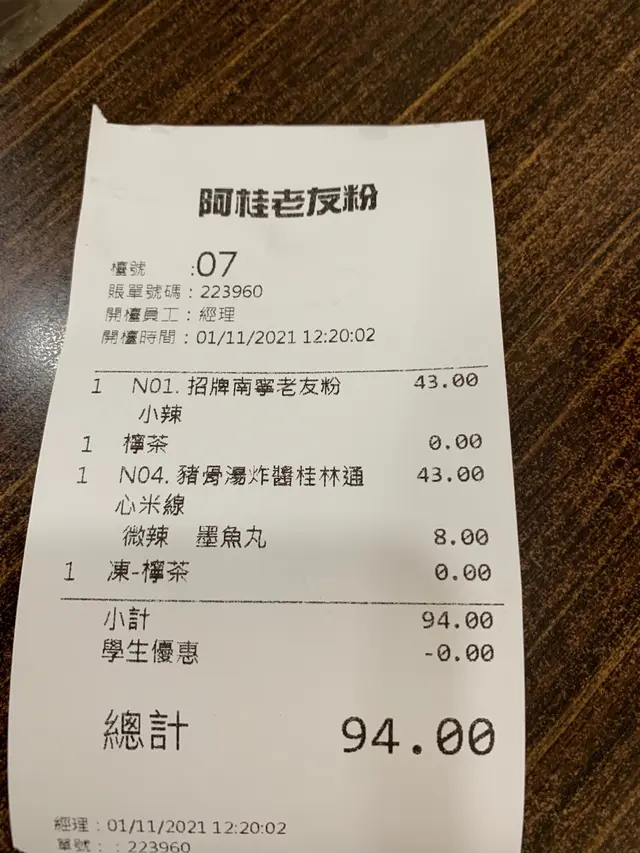 阿桂老友粉
檯號 :07
賬單號碼：223960
開檯員工：經理
開檯時間：01/11/2021 12:20:02
1 N01. 招牌南寧老友粉 43.00
小辣
1 檸茶 0.00
1 N04. 豬骨湯炸醬桂林通 43.00
心米線
微辣 墨魚丸 8.00
1 凍-檸茶 0.00
小計 94.00
學生優惠 -0.00
總計 94.00
經理：01/11/2021 12:20:02
單號：：223960